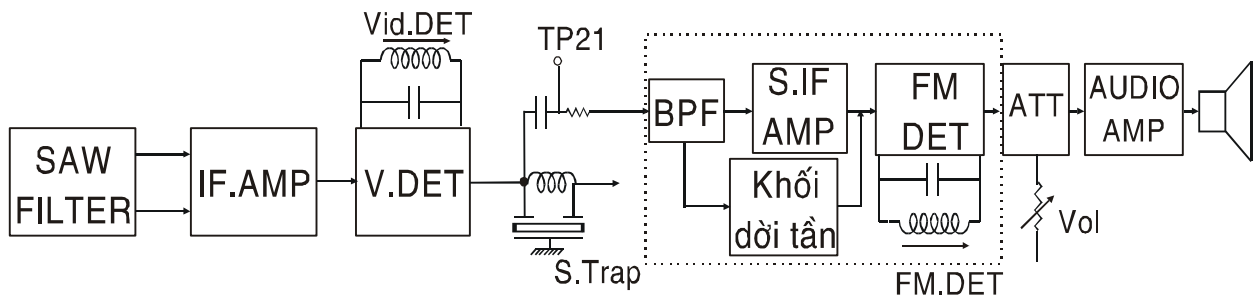 Vid.DET
TP21
SAW
FILTER
IF.AMP
V.DET
S.Trap
BPF
S.IF
AMP
Khối
dời tần
FM
DET
FM.DET
ATT
Vol
AUDIO
AMP